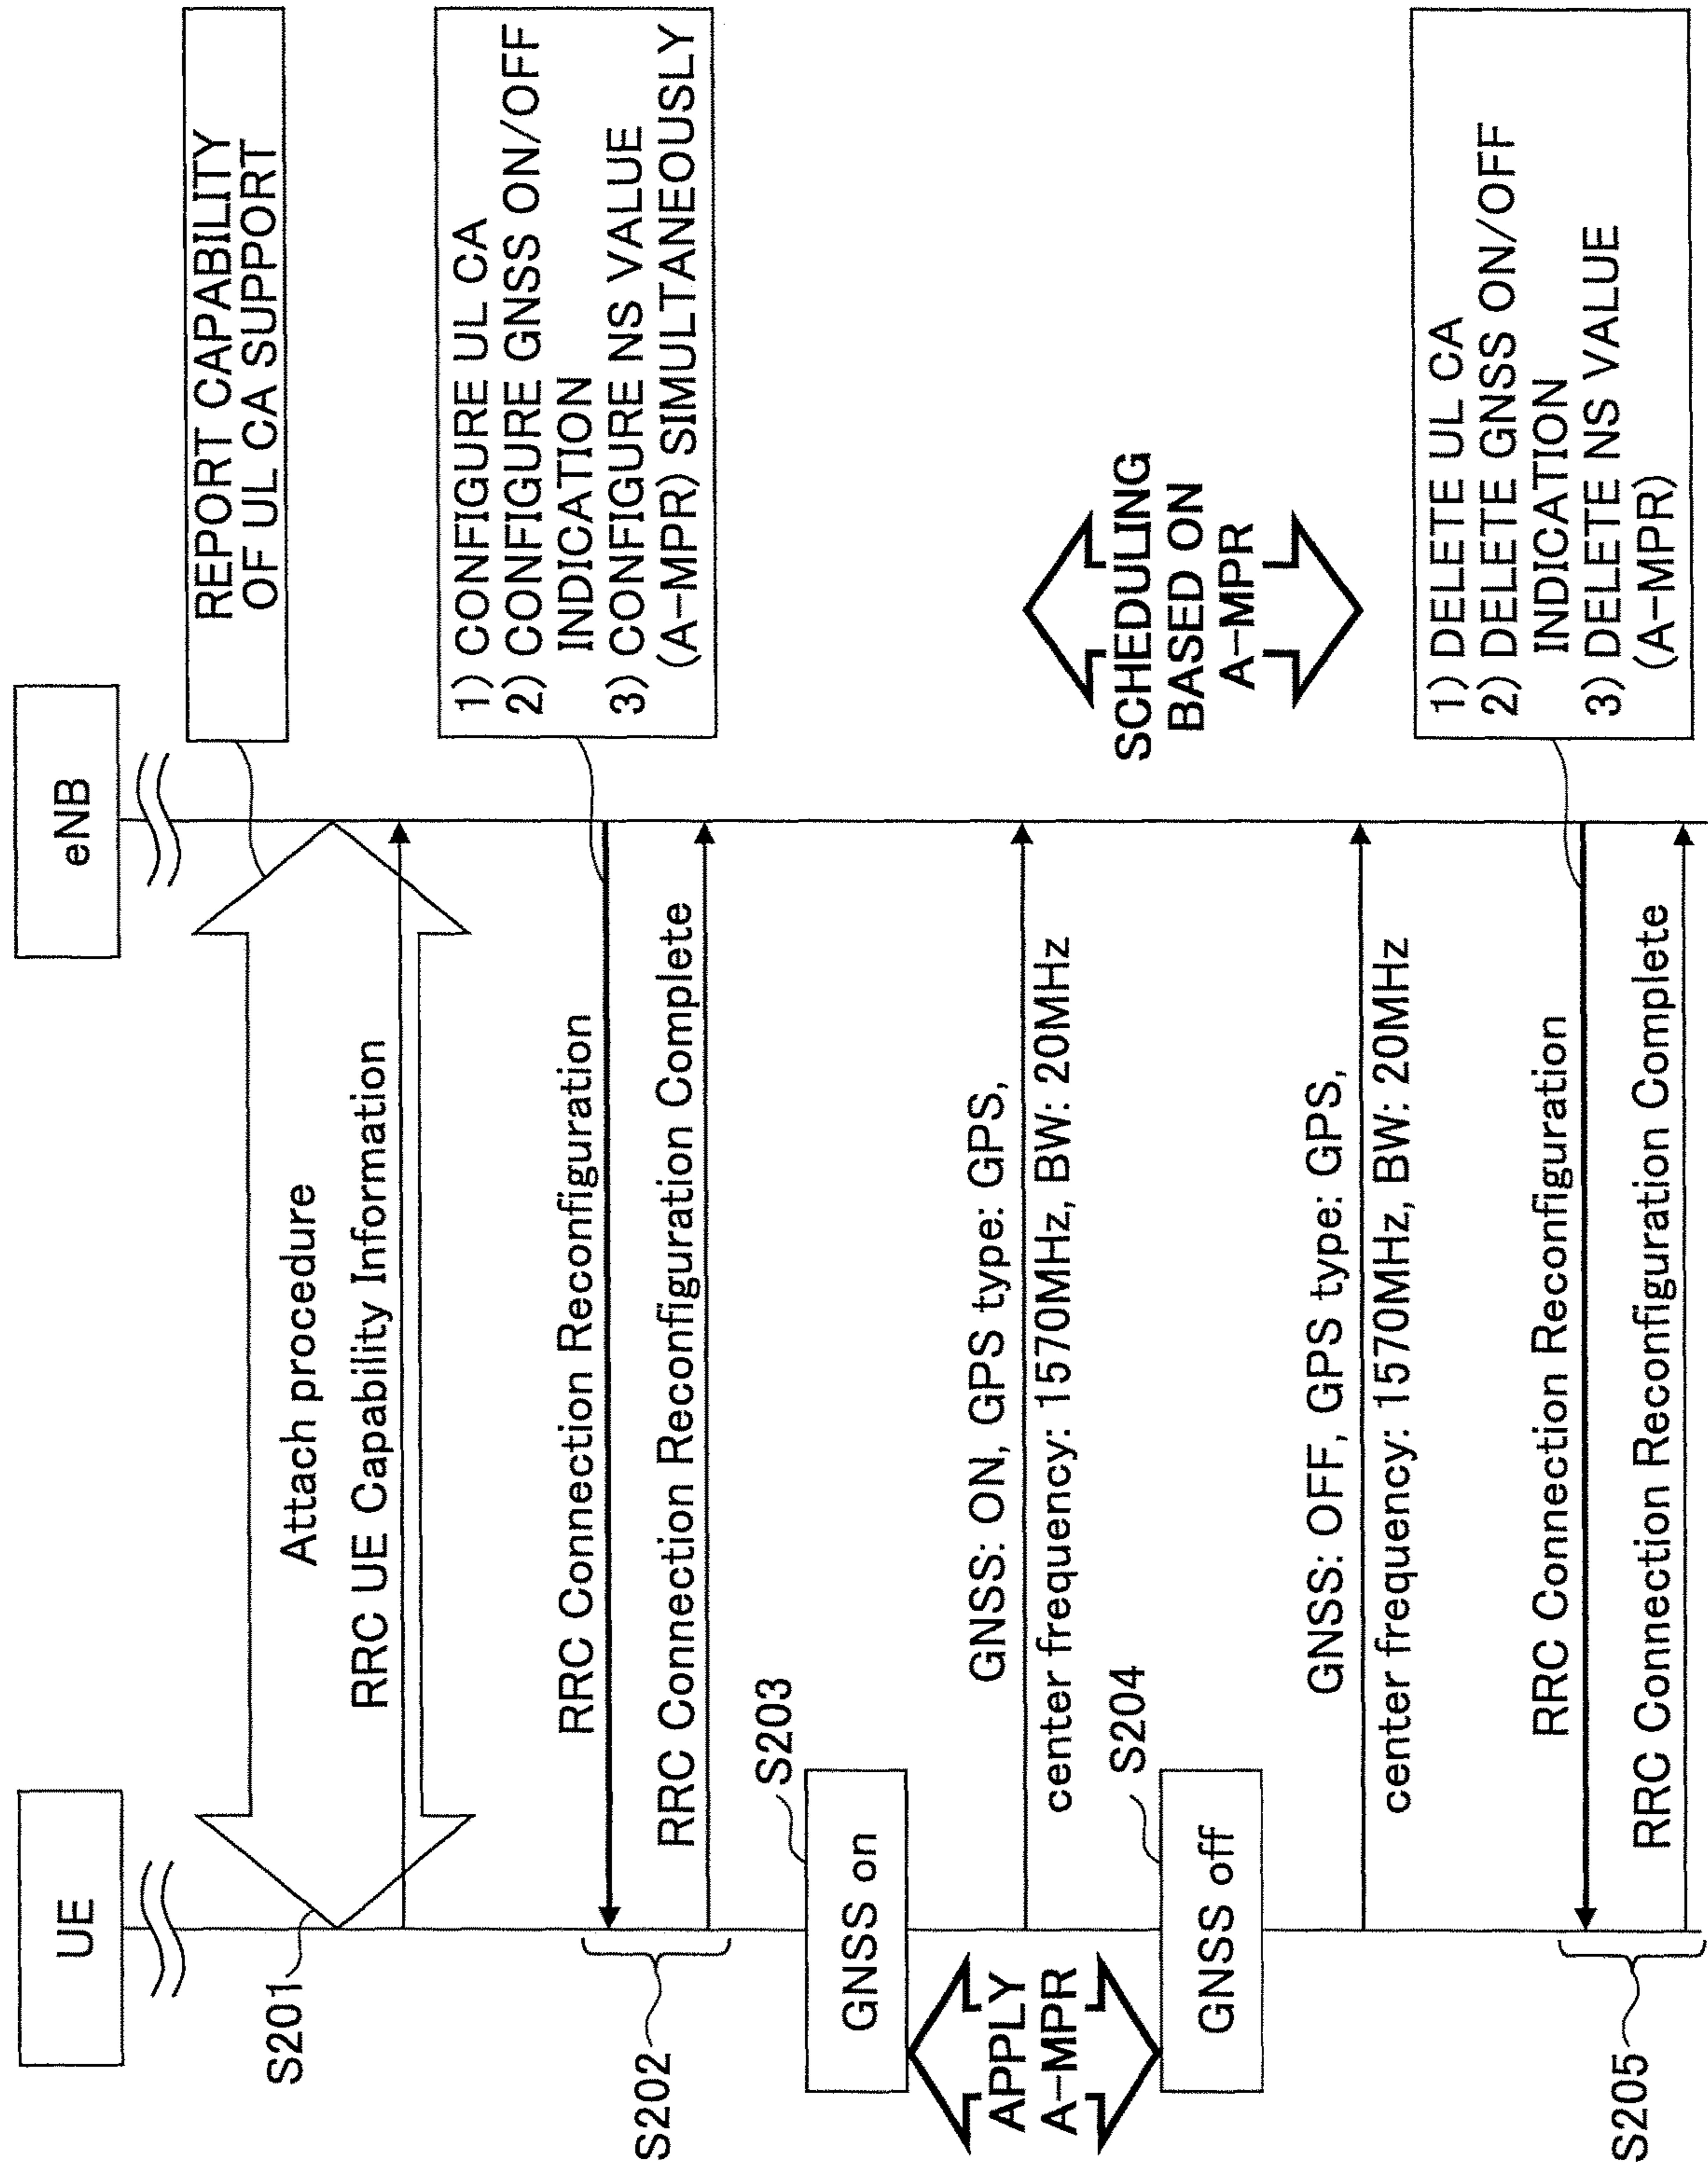 UE
eNB
S201
Attach procedure
RRC UE Capability Information
REPORT CAPABILITY
OF UL CA SUPPORT
S202
RRC Connection Reconfiguration
RRC Connection Reconfiguration Complete
1) CONFIGURE UL CA
2) CONFIGURE GNSS ON/OFF
INDICATION
3) CONFIGURE NS VALUE
(A-MPR) SIMULTANEOUSLY
S203
GNSS on
APPLY
A-MPR
GNSS: ON, GPS type: GPS,
center frequency: 1570MHz, BW: 20MHz
SCHEDULING
BASED ON
A-MPR
S204
GNSS off
GNSS: OFF, GPS type: GPS,
center frequency: 1570MHz, BW: 20MHz
S205
RRC Connection Reconfiguration
RRC Connection Reconfiguration Complete
1) DELETE UL CA
2) DELETE GNSS ON/OFF
INDICATION
3) DELETE NS VALUE
(A-MPR)